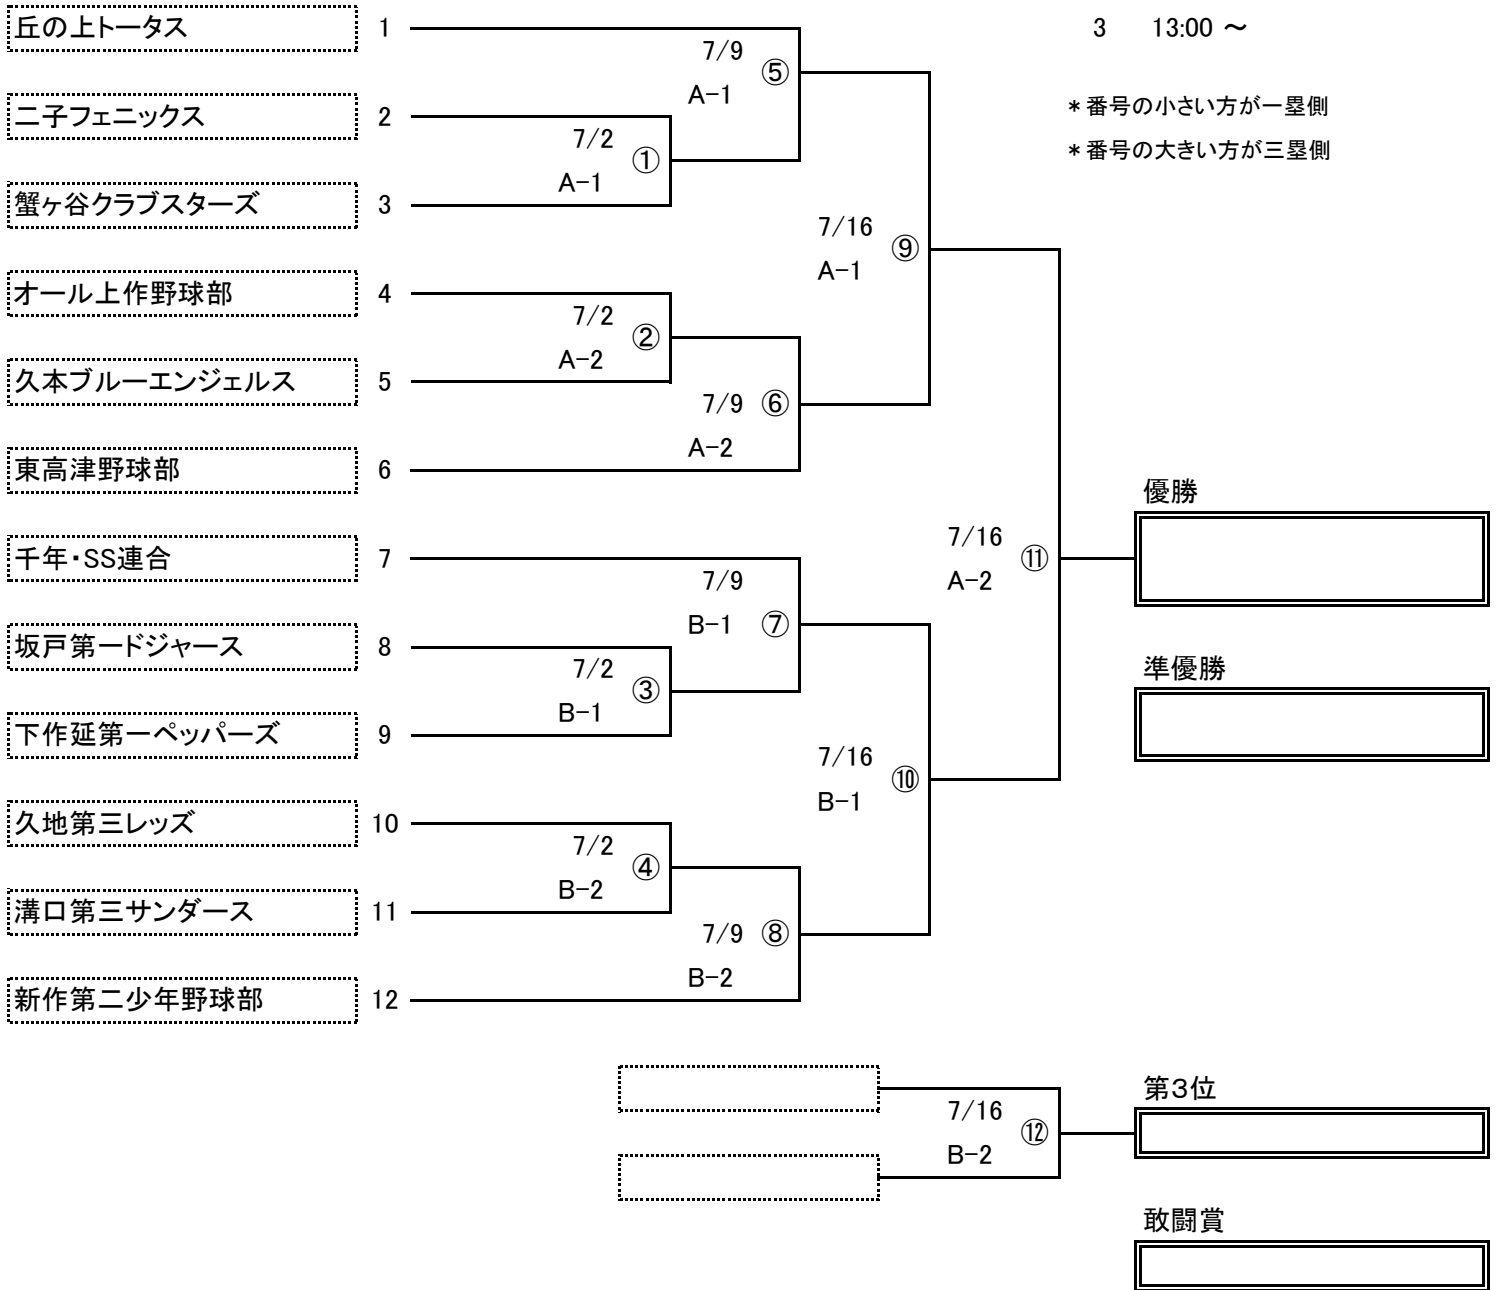 丘の上トータス 1
3 13:00 ～
7/9
⑤
A-1
二子フェニックス 2
＊番号の小さい方が一塁側
7/2
①
A-1
＊番号の大きい方が三塁側
蟹ヶ谷クラブスターズ 3
7/16
⑨
A-1
オール上作野球部 4
7/2
②
A-2
久本ブルーエンジェルス 5
7/9 ⑥
A-2
東高津野球部 6
優勝
7/16
⑪
A-2
千年・SS連合 7
7/9
B-1 ⑦
坂戸第一ドジャース 8
7/2
③
B-1
準優勝
下作延第一ペッパーズ 9
7/16
⑩
B-1
久地第三レッズ 10
7/2
④
B-2
溝口第三サンダース 11
7/9 ⑧
B-2
新作第二少年野球部 12
第3位
7/16
⑫
B-2
敢闘賞